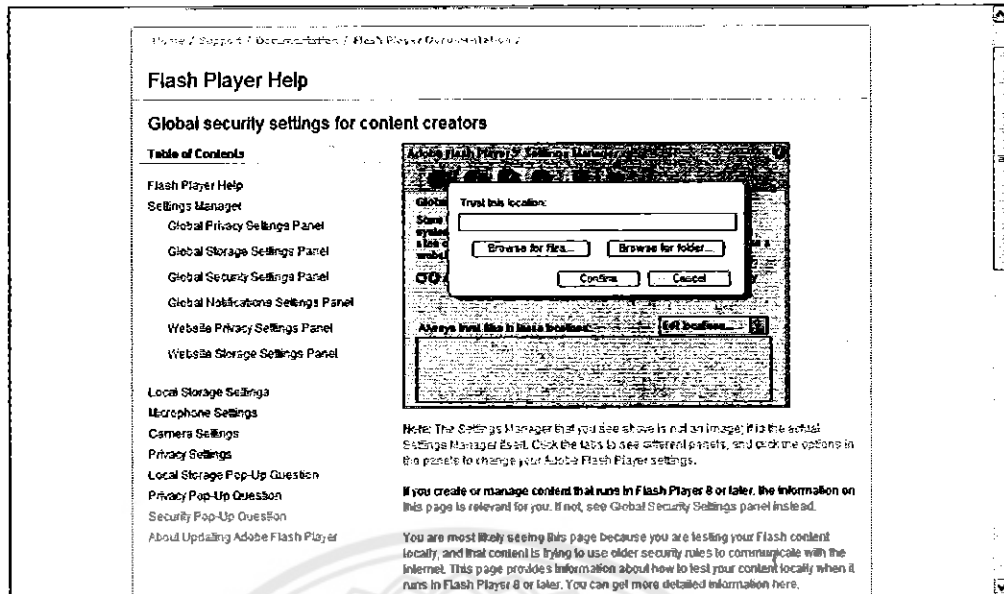 Home / Support / Documentation / Flash Player Documentation /
Flash Player Help
Global security settings for content creators
Table of Contents
Flash Player Help
Settings Manager
Global Privacy Settings Panel
Global Storage Settings Panel
Global Security Settings Panel
Global Notifications Settings Panel
Website Privacy Settings Panel
Website Storage Settings Panel
Local Storage Settings
Microphone Settings
Camera Settings
Privacy Settings
Local Storage Pop-Up Question
Privacy Pop-Up Question
Security Pop-Up Question
About Updating Adobe Flash Player
Adobe Flash Player Settings Manager
Trust this location:
Browse for files...
Browse for folder...
Confirm
Cancel
Always trust files in these locations:
Edit locations...
Note: The Settings Manager that you see above is not an image; it is the actual
Settings Manager itself. Click the tabs to see different panels, and click the options in
the panels to change your Adobe Flash Player settings.
If you create or manage content that runs in Flash Player 8 or later, the information on
this page is relevant for you. If not, see Global Security Settings panel instead.
You are most likely seeing this page because you are testing your Flash content
locally, and that content is trying to use older security rules to communicate with the
Internet. This page provides information about how to test your content locally when it
runs in Flash Player 8 or later. You can get more detailed information here.